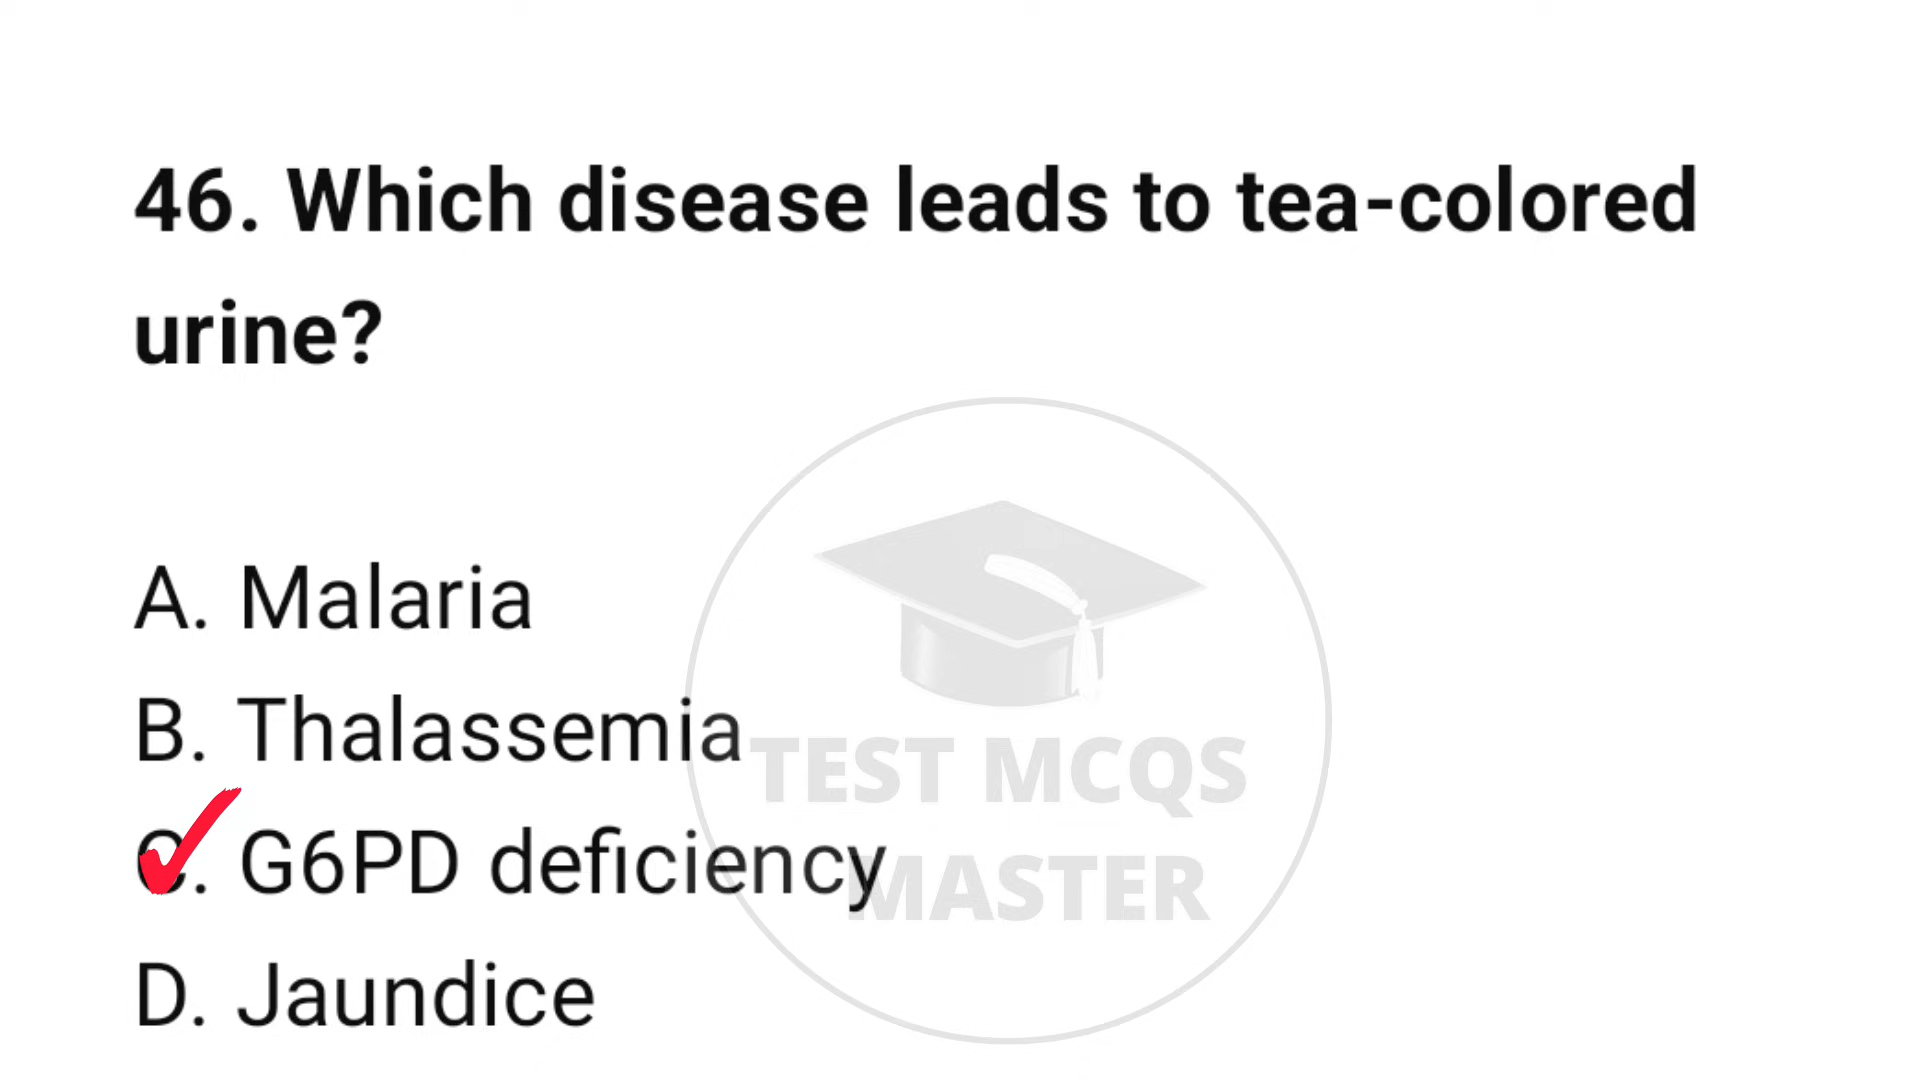 46. Which disease leads to tea-colored
urine?
A. Malaria
B. Thalassemia
C. G6PD deficiency
D. Jaundice
TEST MCQS
MASTER